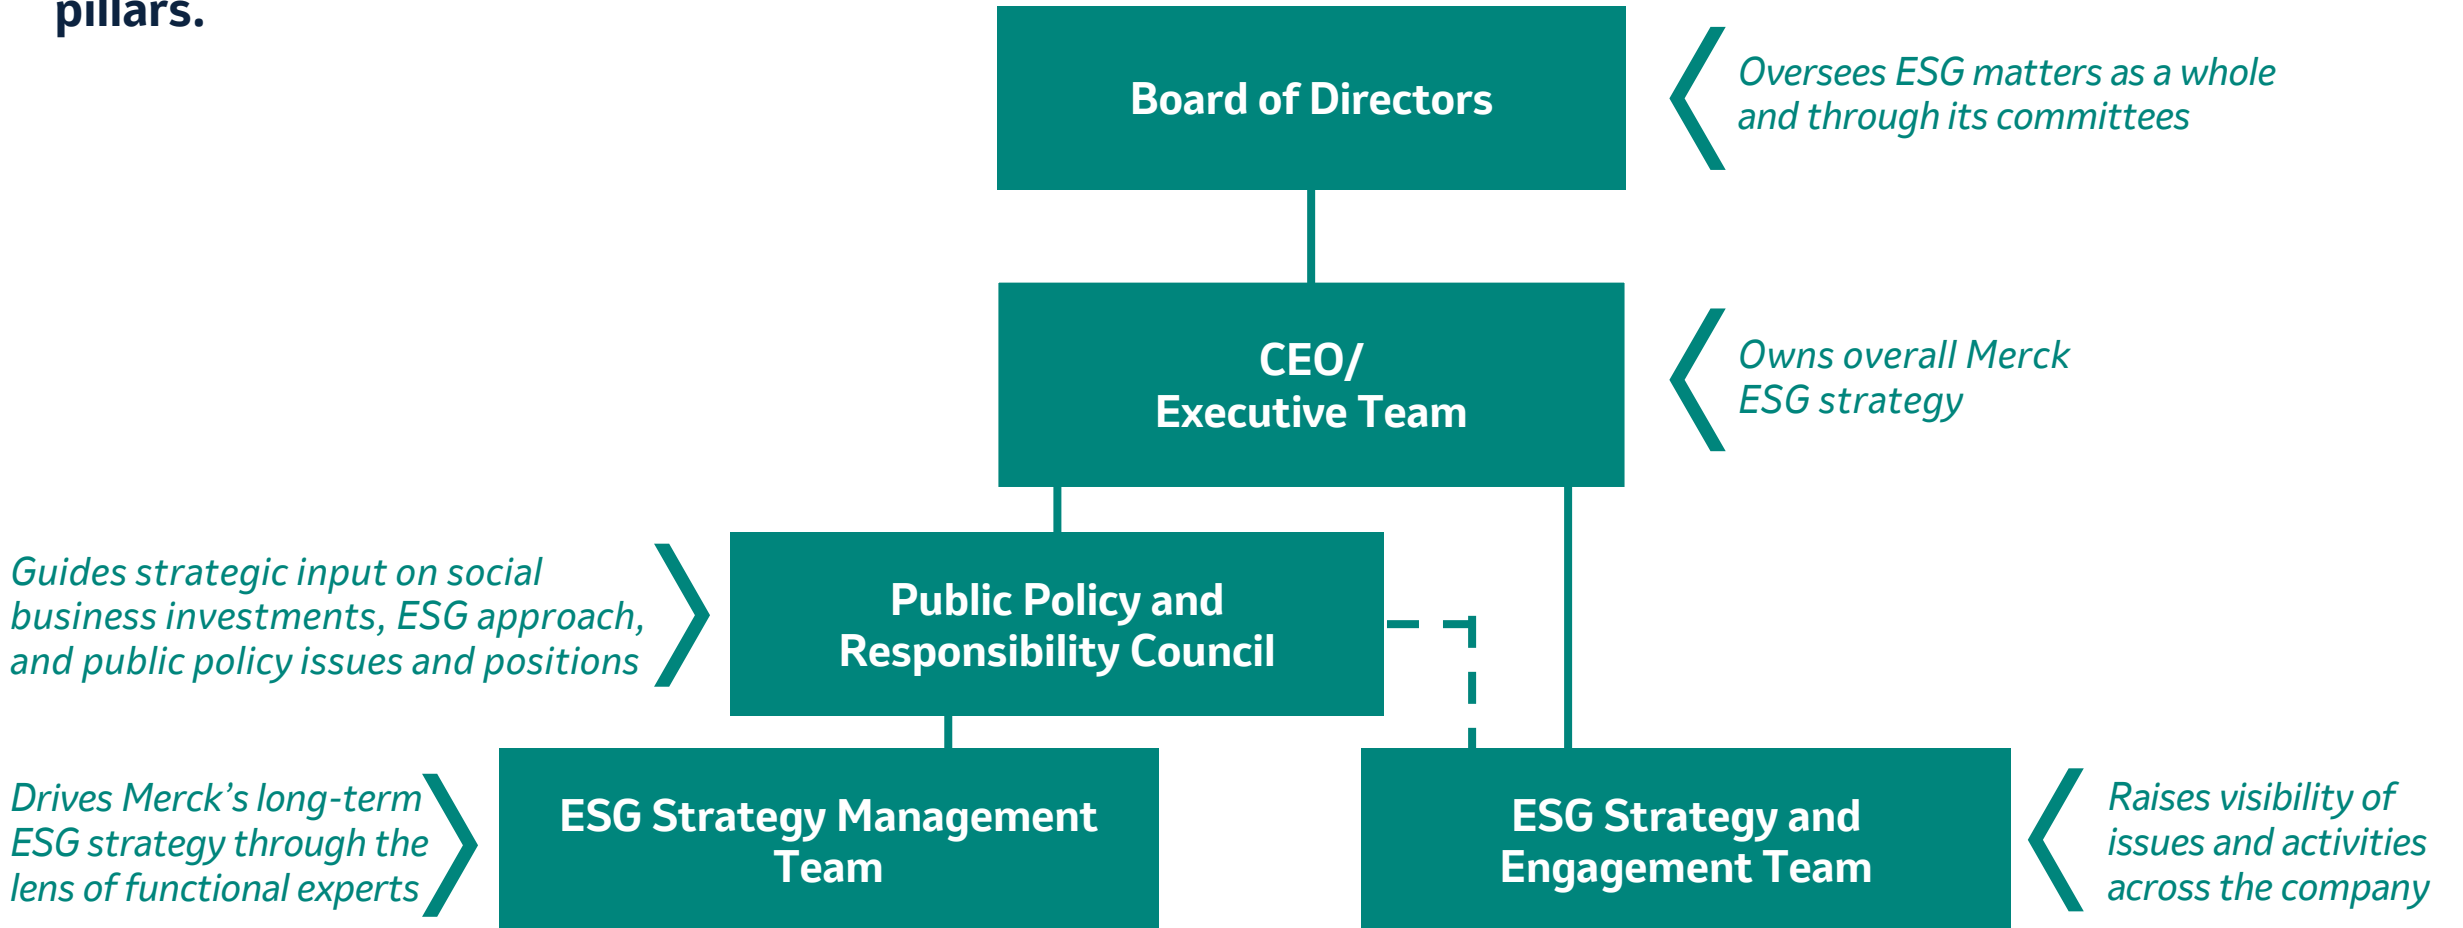 pillars.
Board of Directors
Oversees ESG matters as a whole
and through its committees
CEO/
Executive Team
Owns overall Merck
ESG strategy
Guides strategic input on social
business investments, ESG approach,
and public policy issues and positions
Public Policy and
Responsibility Council
Drives Merck’s long-term
ESG strategy through the
lens of functional experts
ESG Strategy Management
Team
ESG Strategy and
Engagement Team
Raises visibility of
issues and activities
across the company